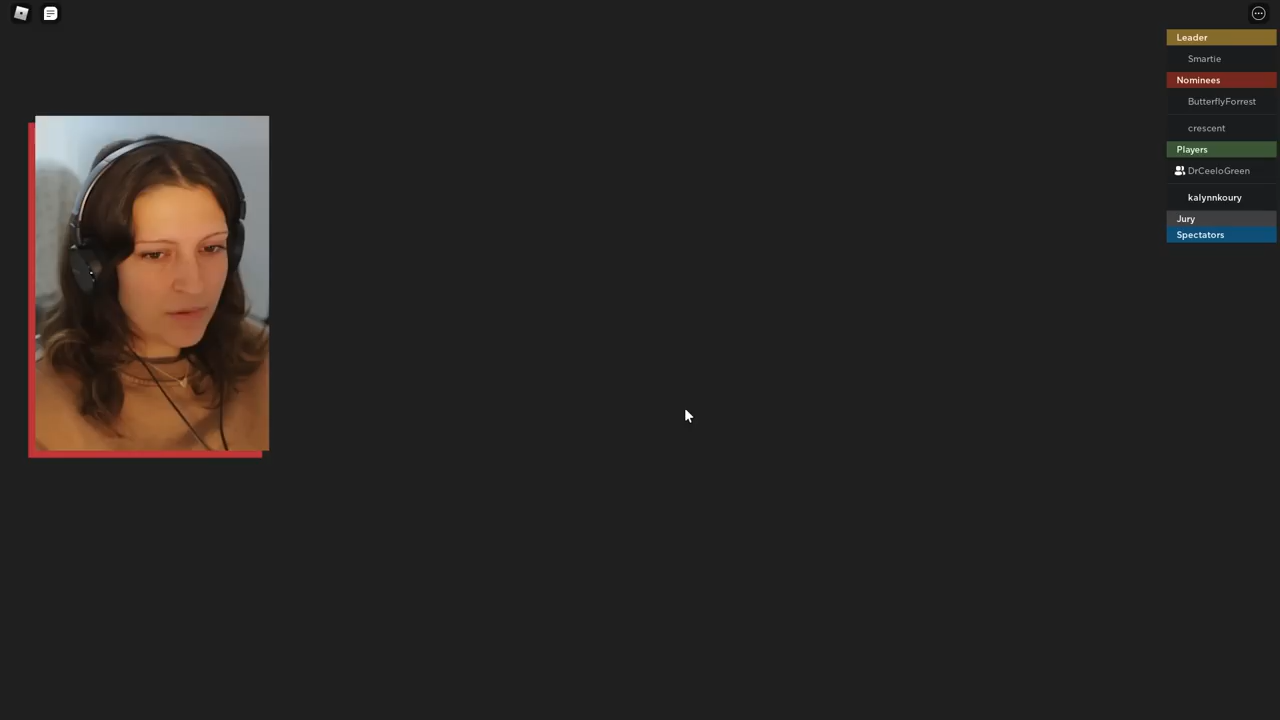 Leader
Smartie
Nominees
ButterflyForrest
crescent
Players
DrCeeloGreen
kalynnkoury
Jury
Spectators